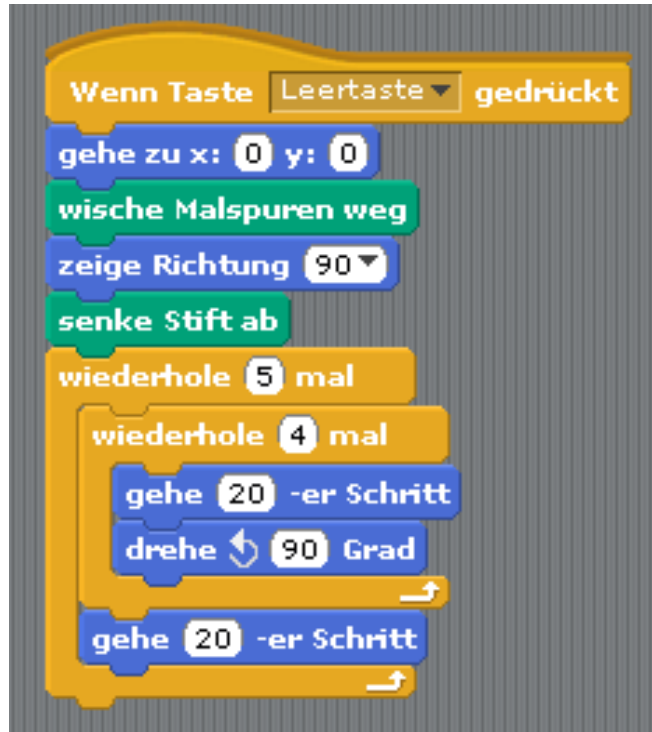 Wenn Taste Leertaste gedrückt
gehe zu x: 0 y: 0
wische Malspuren weg
zeige Richtung 90
senke Stift ab
wiederhole 5 mal
wiederhole 4 mal
gehe 20 -er Schritt
drehe 90 Grad
gehe 20 -er Schritt